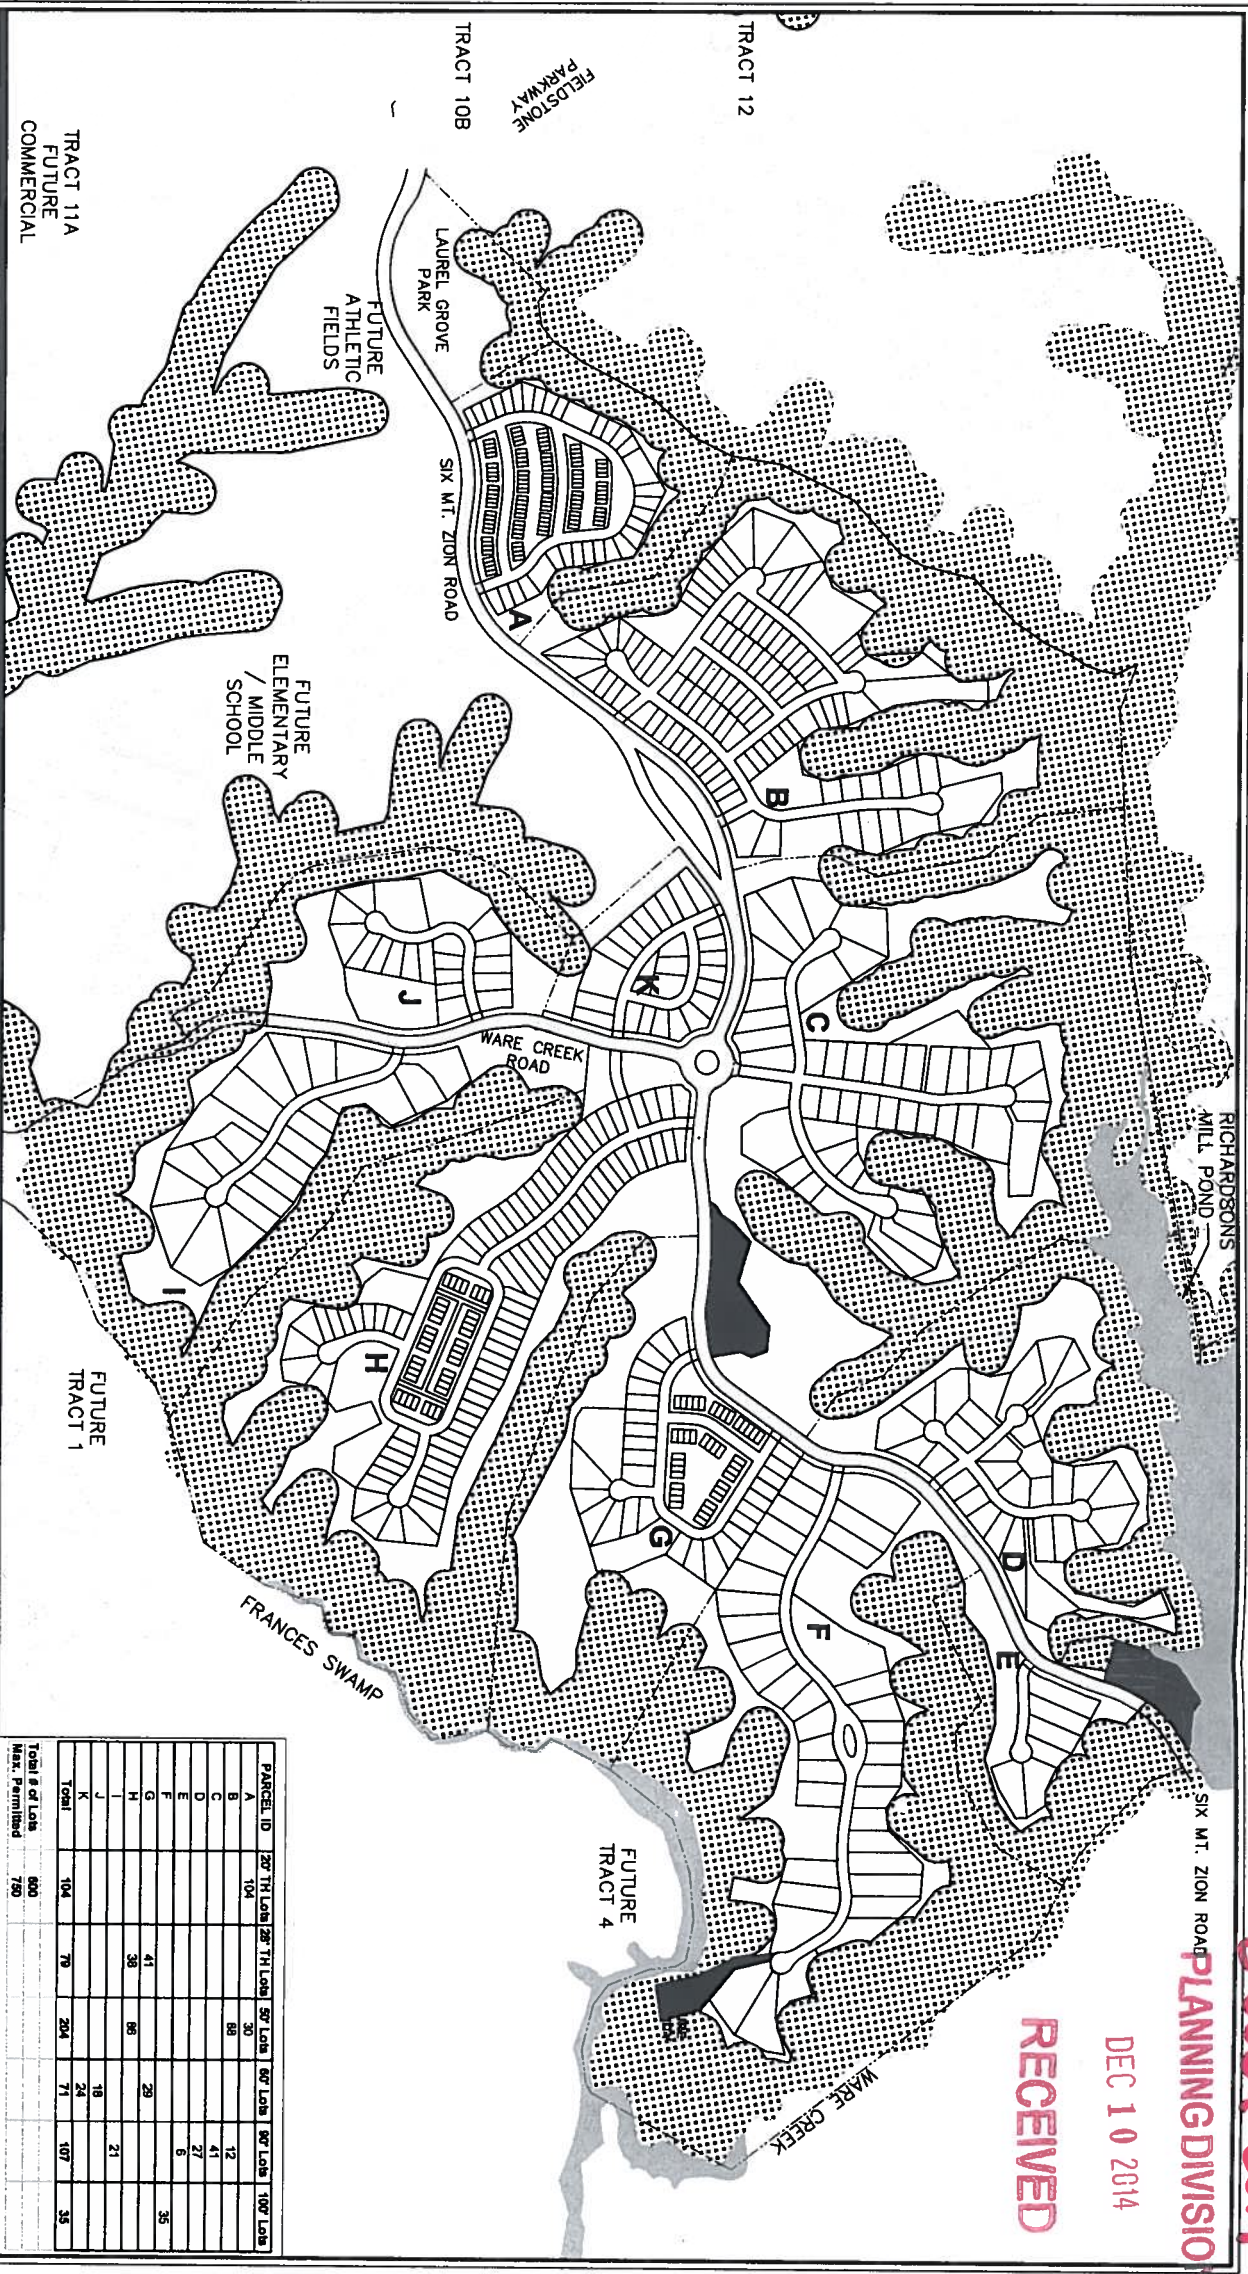 TRACT 12
FIELDSTONE
PARKWAY
TRACT 10B
TRACT 11A
FUTURE
COMMERCIAL
LAUREL GROVE
PARK
FUTURE
ATHLETIC
FIELDS
SIX MT. ZION ROAD
FUTURE
ELEMENTARY
/ MIDDLE
SCHOOL
A
B
C
D
E
F
G
H
I
J
K
WARE CREEK
ROAD
RICHARDSONS
MILL POND
FUTURE
TRACT 1
FRANCES SWAMP
FUTURE
TRACT 4
WARE CREEK
SIX MT. ZION ROAD
PLANNING DIVISIO
DEC 10 2014
RECEIVED
PARCEL ID 20' TH Lots 28' TH Lots 50' Lots 60' Lots 90' Lots 100' Lots
A 104 30
B 88 12
C 41
D 27
E 6
F 35
G 41 29
H 38 86
I 21
J 18
K 24
Total 104 79 204 71 107 35
Total # of Lots 600
Max. Permitted 750